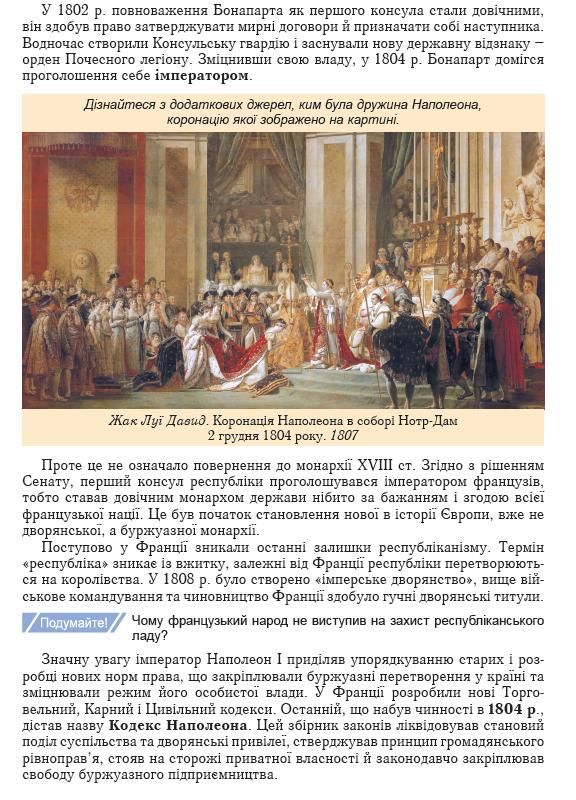 У 1802 р. повноваження Бонапарта як першого консула стали довічними,
він здобув право затверджувати мирні договори й призначати собі наступника.
Водночас створили Консульську гвардію і заснували нову державну відзнаку –
орден Почесного легіону. Зміцнивши свою владу, у 1804 р. Бонапарт домігся
проголошення себе імператором.
Дізнайтеся з додаткових джерел, ким була дружина Наполеона,
коронацію якої зображено на картині.
Жак Луї Давид. Коронація Наполеона в соборі Нотр-Дам
2 грудня 1804 року. 1807
Проте це не означало повернення до монархії XVIII ст. Згідно з рішенням
Сенату, перший консул республіки проголошувався імператором французів,
тобто ставав довічним монархом держави нібито за бажанням і згодою всієї
французької нації. Це був початок становлення нової в історії Європи, вже не
дворянської, а буржуазної монархії.
Поступово у Франції зникали останні залишки республіканізму. Термін
«республіка» зникає із вжитку, залежні від Франції республіки перетворюють-
ся на королівства. У 1808 р. було створено «імперське дворянство», вище вій-
ськове командування та чиновництво Франції здобуло гучні дворянські титули.
Подумайте! Чому французький народ не виступив на захист республіканського
ладу?
Значну увагу імператор Наполеон І приділяв упорядкуванню старих і роз-
робці нових норм права, що закріплювали буржуазні перетворення у країні та
зміцнювали режим його особистої влади. У Франції розробили нові Торго-
вельний, Карний і Цивільний кодекси. Останній, що набув чинності в 1804 р.,
дістав назву Кодекс Наполеона. Цей збірник законів ліквідовував становий
поділ суспільства та дворянські привілеї, стверджував принцип громадянського
рівноправ’я, стояв на сторожі приватної власності й законодавчо закріплював
свободу буржуазного підприємництва.